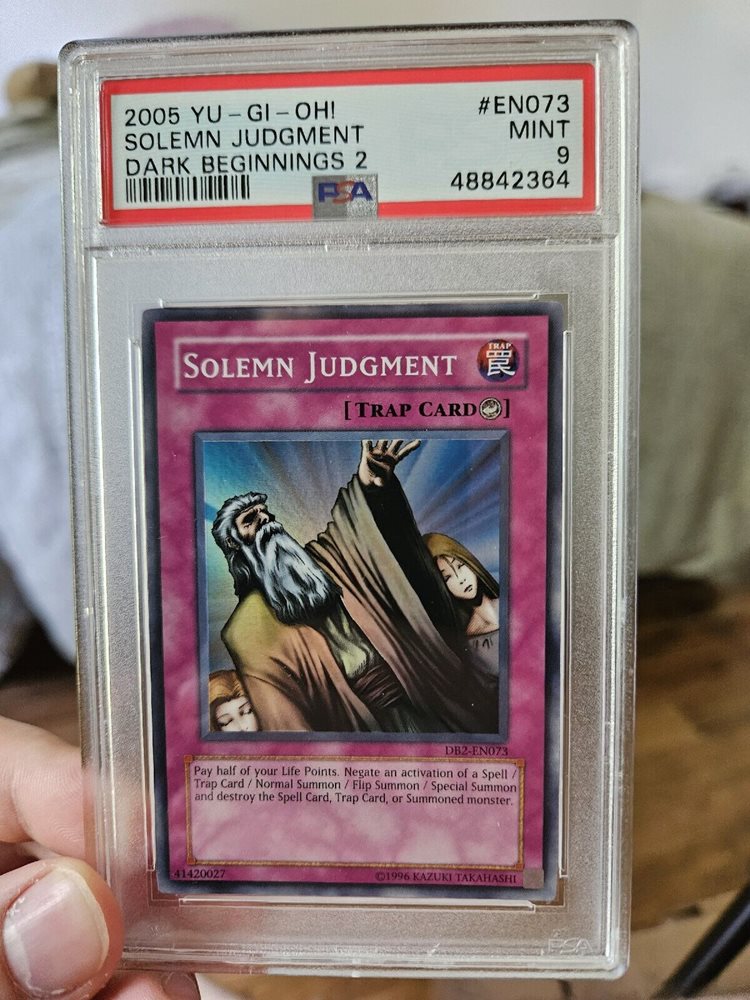 2005 YU-GI-OH! #EN073
SOLEMN JUDGMENT MINT
DARK BEGINNINGS 2 9
PSA 48842364
SOLEMN JUDGMENT
TRAP
罠
[TRAP CARD]
DB2-EN073
Pay half of your Life Points. Negate an activation of a Spell /
Trap Card / Normal Summon / Flip Summon / Special Summon
and destroy the Spell Card, Trap Card, or Summoned monster.
41420027 ©1996 KAZUKI TAKAHASHI
PSA